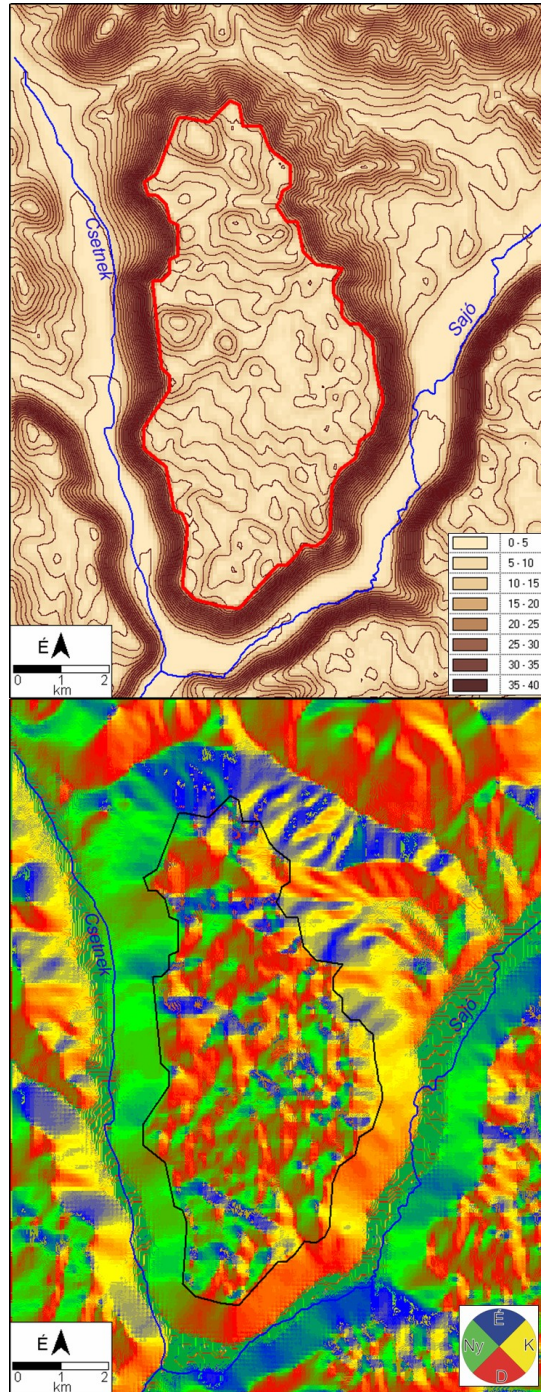 Csetnek
Sajó
0 - 5
5 - 10
10 - 15
15 - 20
20 - 25
25 - 30
30 - 35
35 - 40
É
0 1 2
km
Csetnek
Sajó
É
0 1 2
km
É
Ny K
D